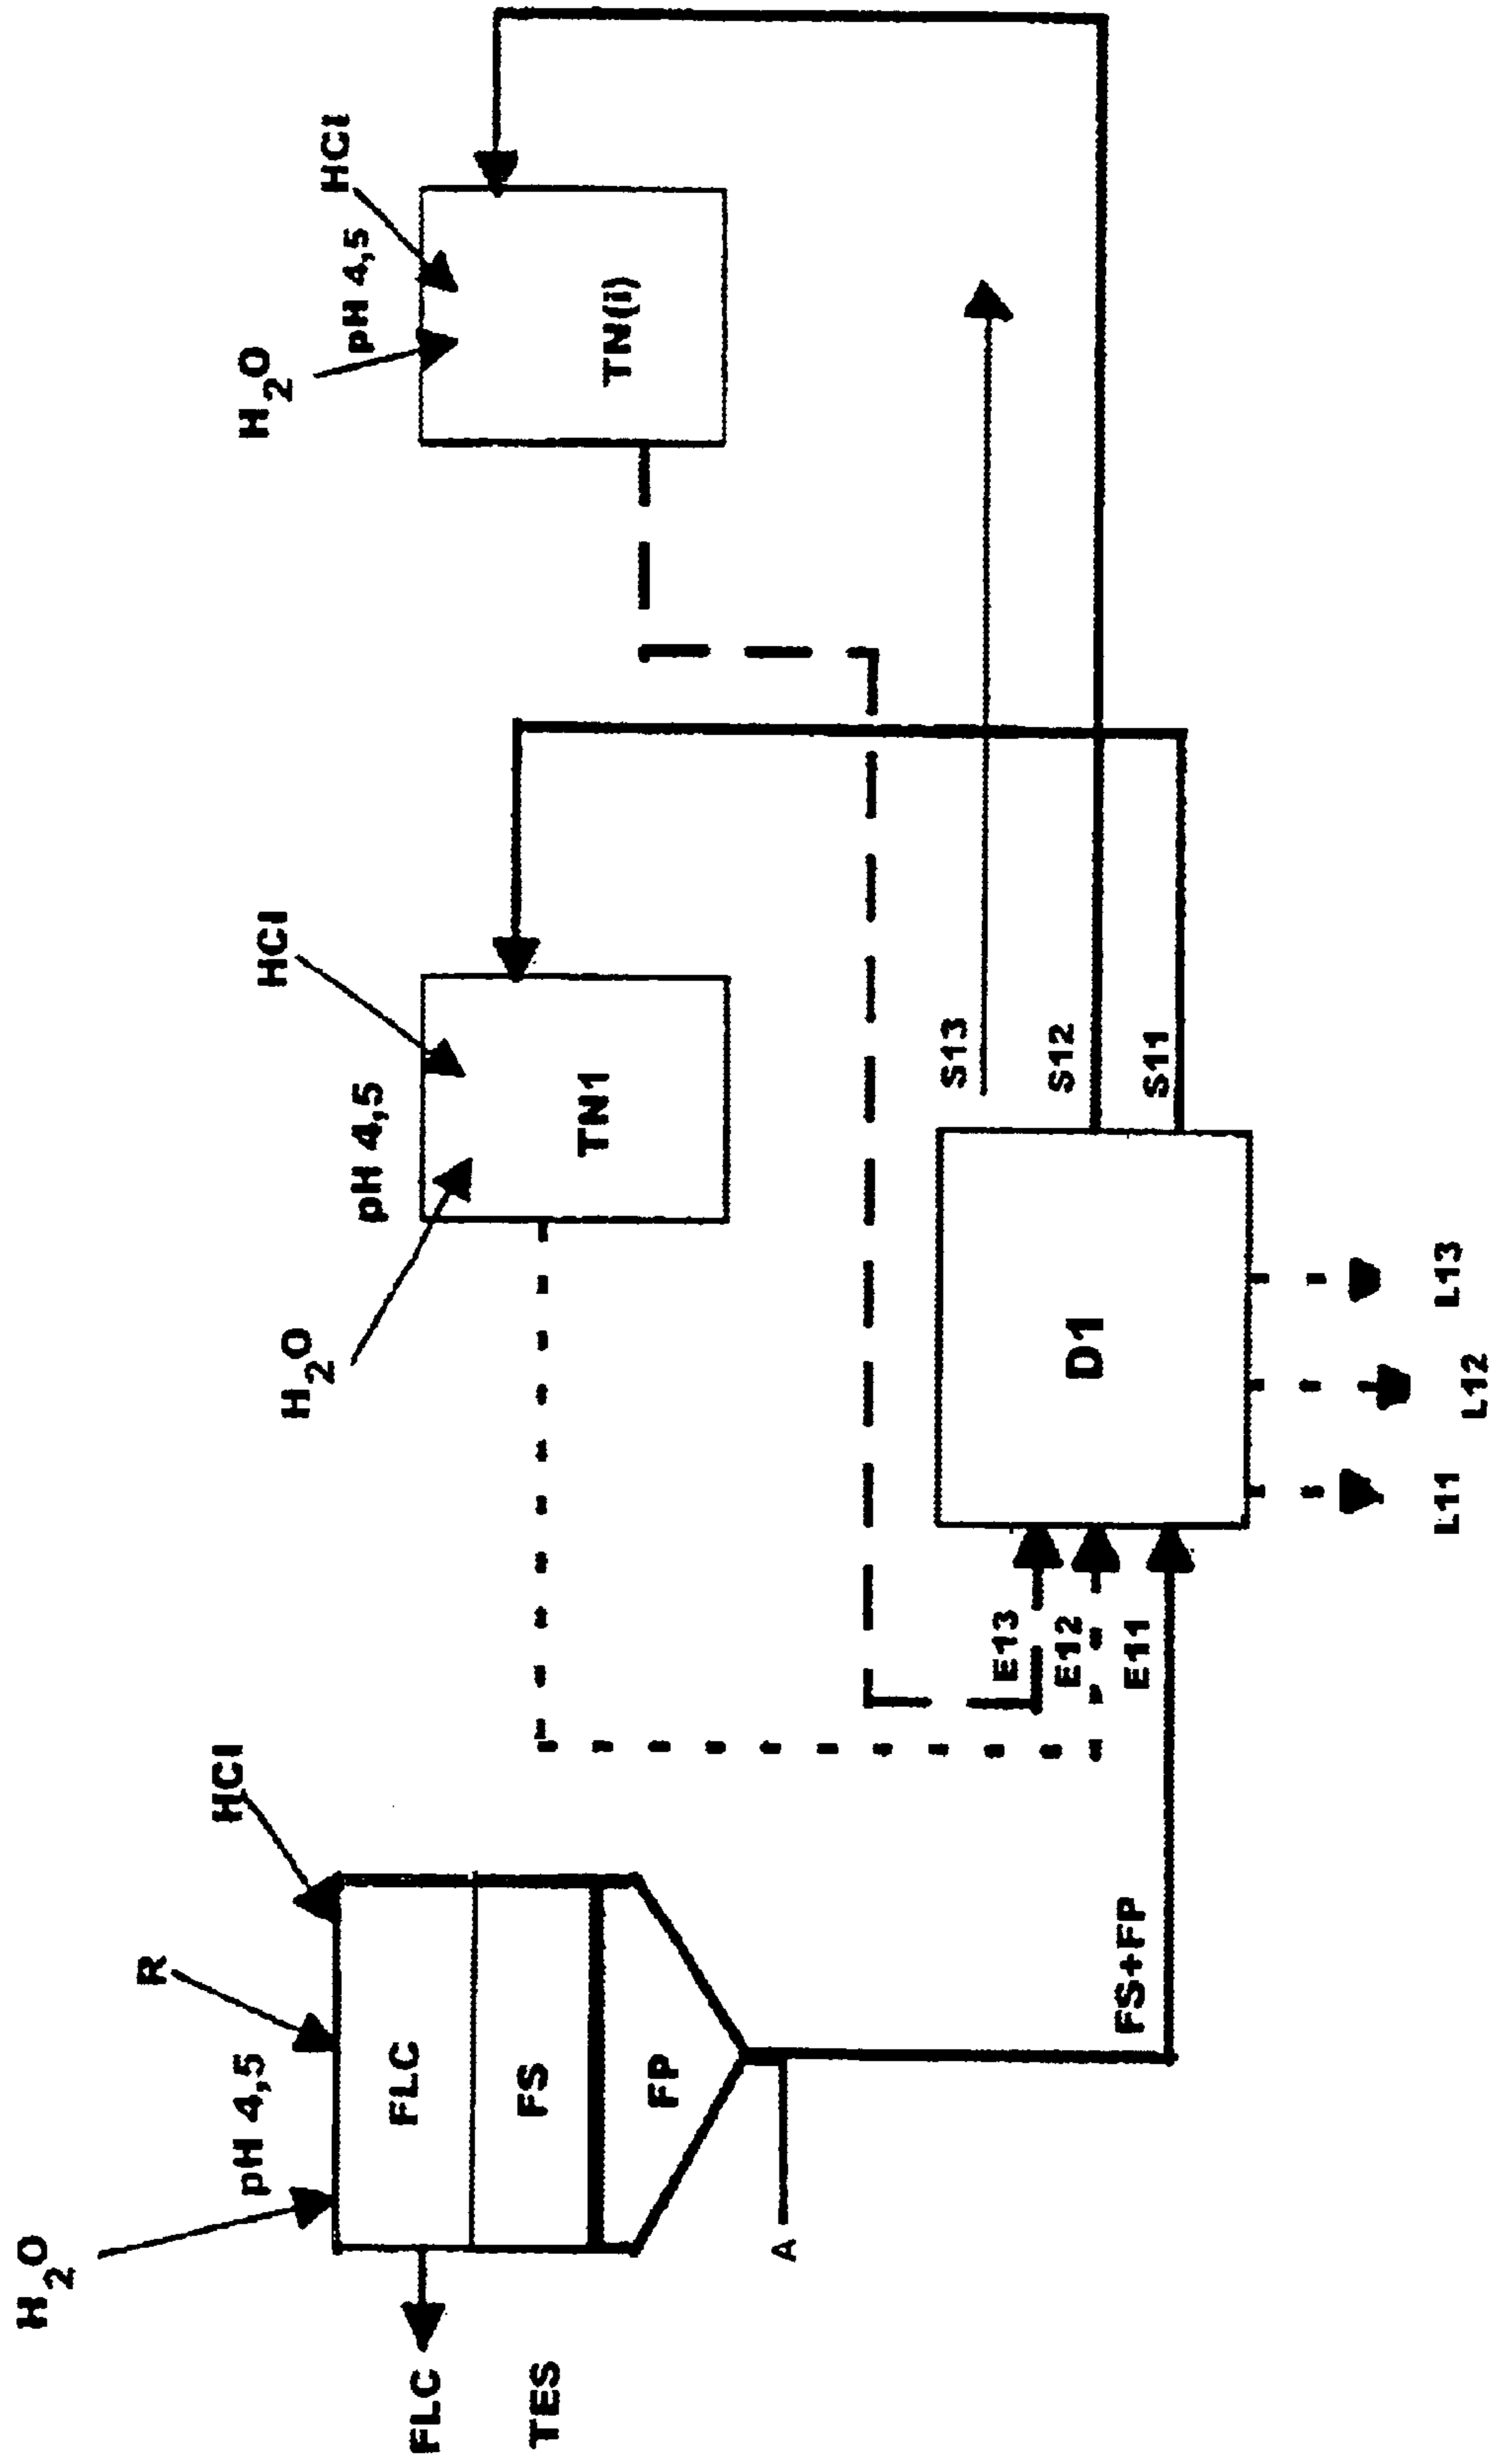 H₂O
pH 4,5
R
HCl
FLC
FLC
FS
FP
TES
A
FS+FP
H₂O
pH 4,5
HCl
TN1
H₂O
pH 4,5
HCl
TN(i)
E13
E12
E11
D1
S13
S12
S11
L11
L12
L13